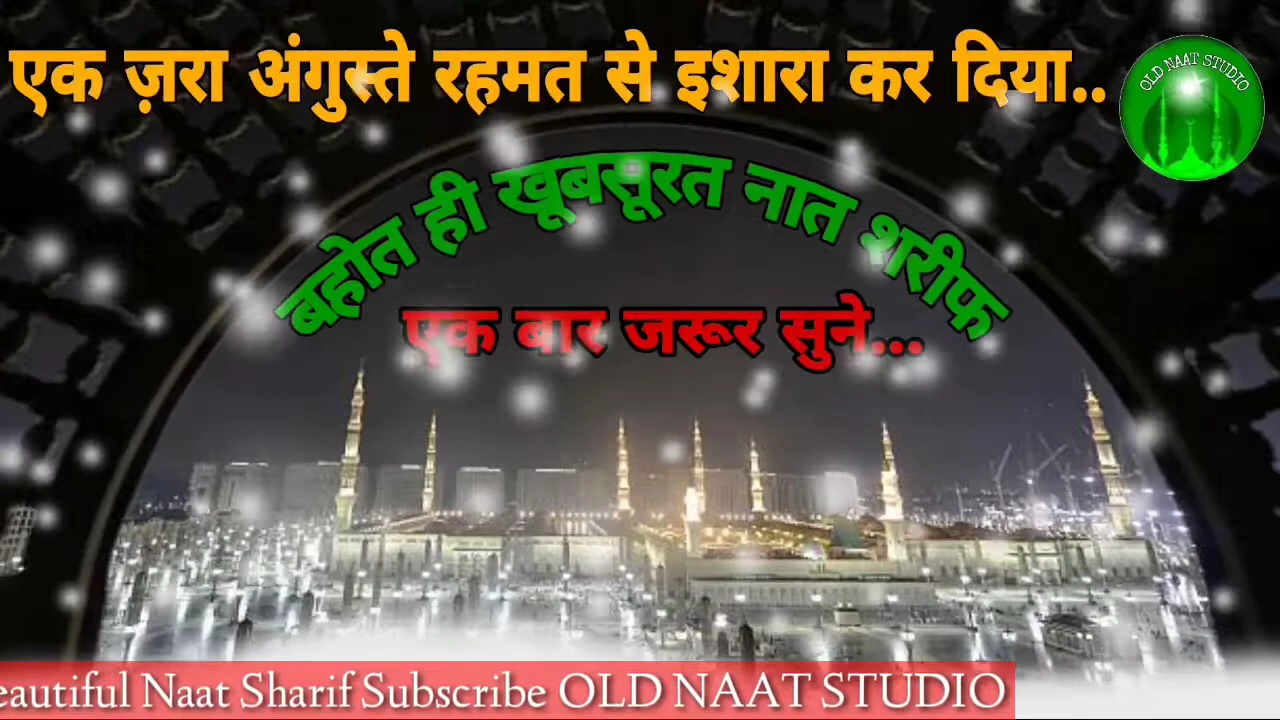 एक ज़रा अंगुस्ते रहमत से इशारा कर दिया..
OLD NAAT STUDIO
बहोत ही खूबसूरत नात शरीफ
एक बार जरूर सुने...
eautiful Naat Sharif Subscribe OLD NAAT STUDIO